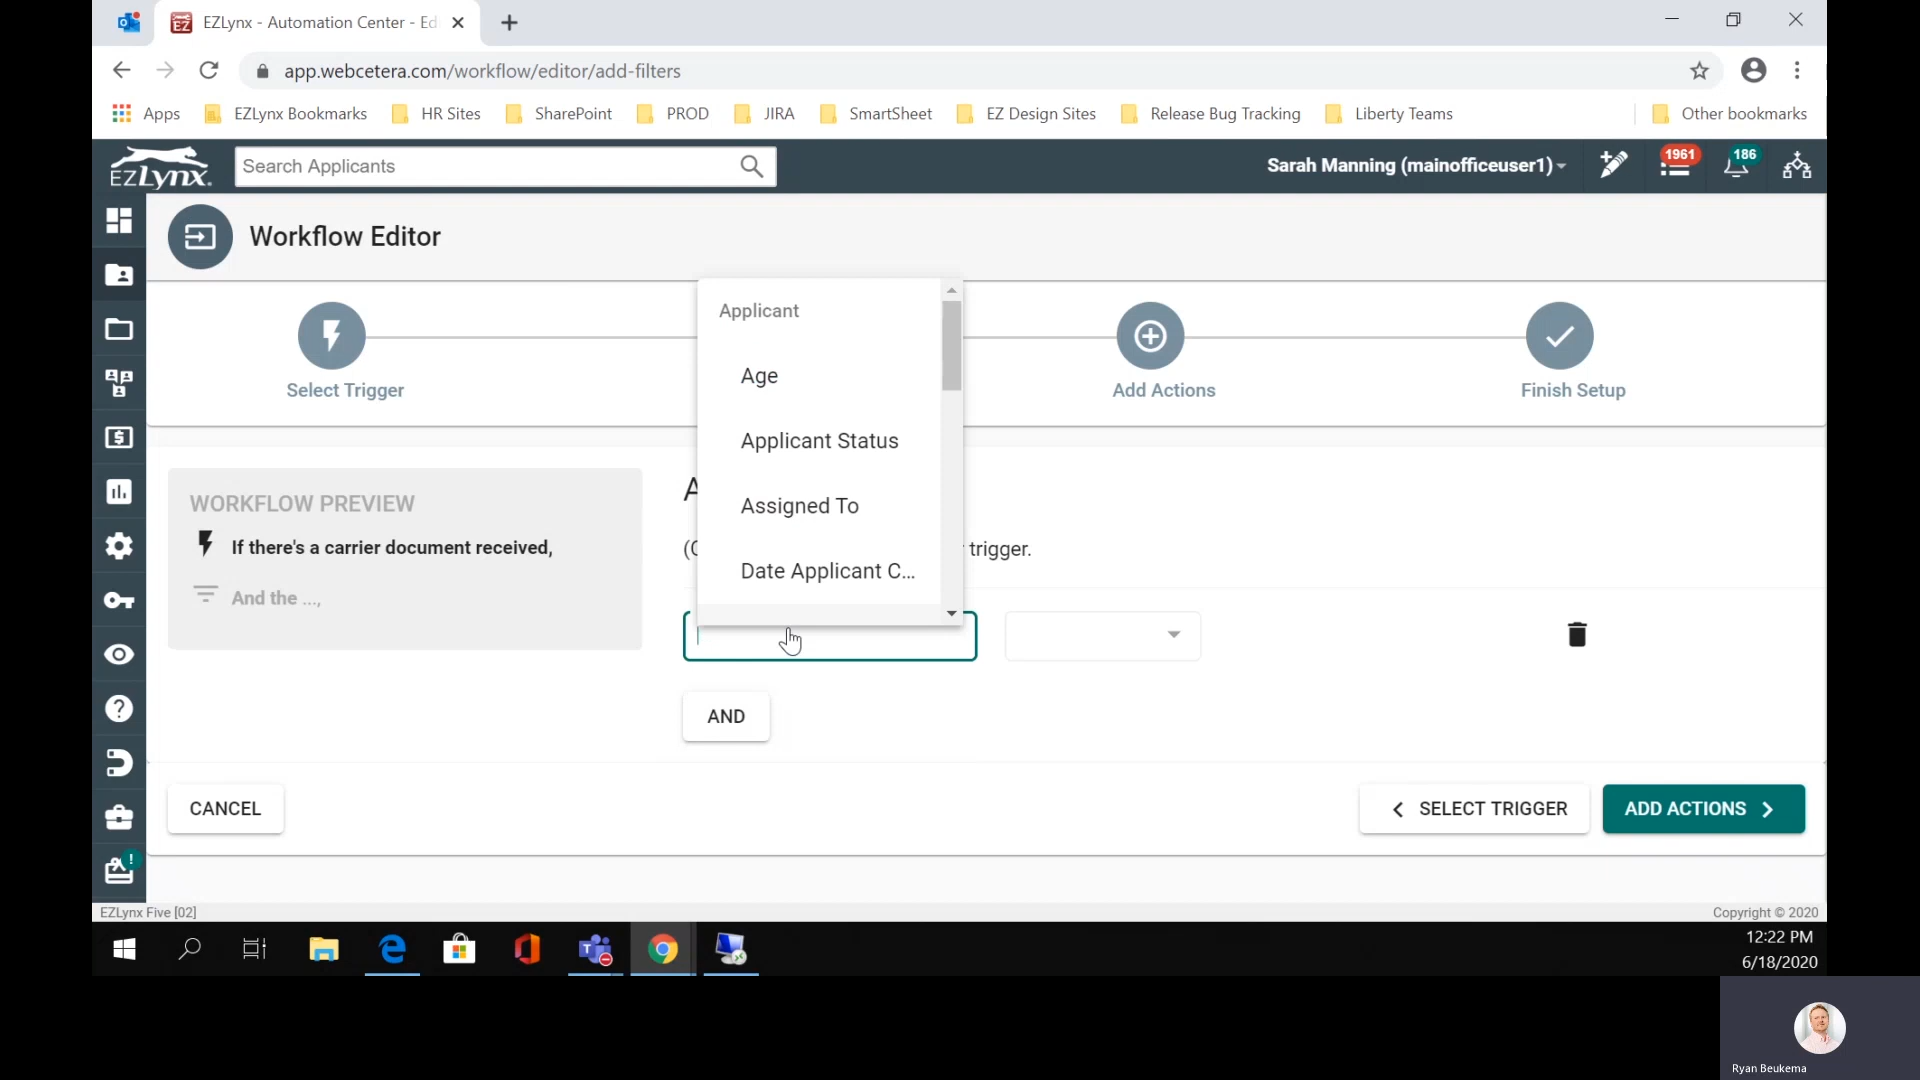 EZLynx - Automation Center - Ed
app.webcetera.com/workflow/editor/add-filters
Apps
EZLynx Bookmarks
HR Sites
SharePoint
PROD
JIRA
SmartSheet
EZ Design Sites
Release Bug Tracking
Liberty Teams
Other bookmarks
EZLynx
Search Applicants
Sarah Manning (mainofficeuser1)
1961
186
Workflow Editor
Select Trigger
Add Actions
Finish Setup
Applicant
Age
Applicant Status
Assigned To
Date Applicant C...
WORKFLOW PREVIEW
If there's a carrier document received,
And the ...,
A
trigger.
AND
CANCEL
SELECT TRIGGER
ADD ACTIONS
EZLynx Five [02]
Copyright © 2020
12:22 PM
6/18/2020
Ryan Beukema